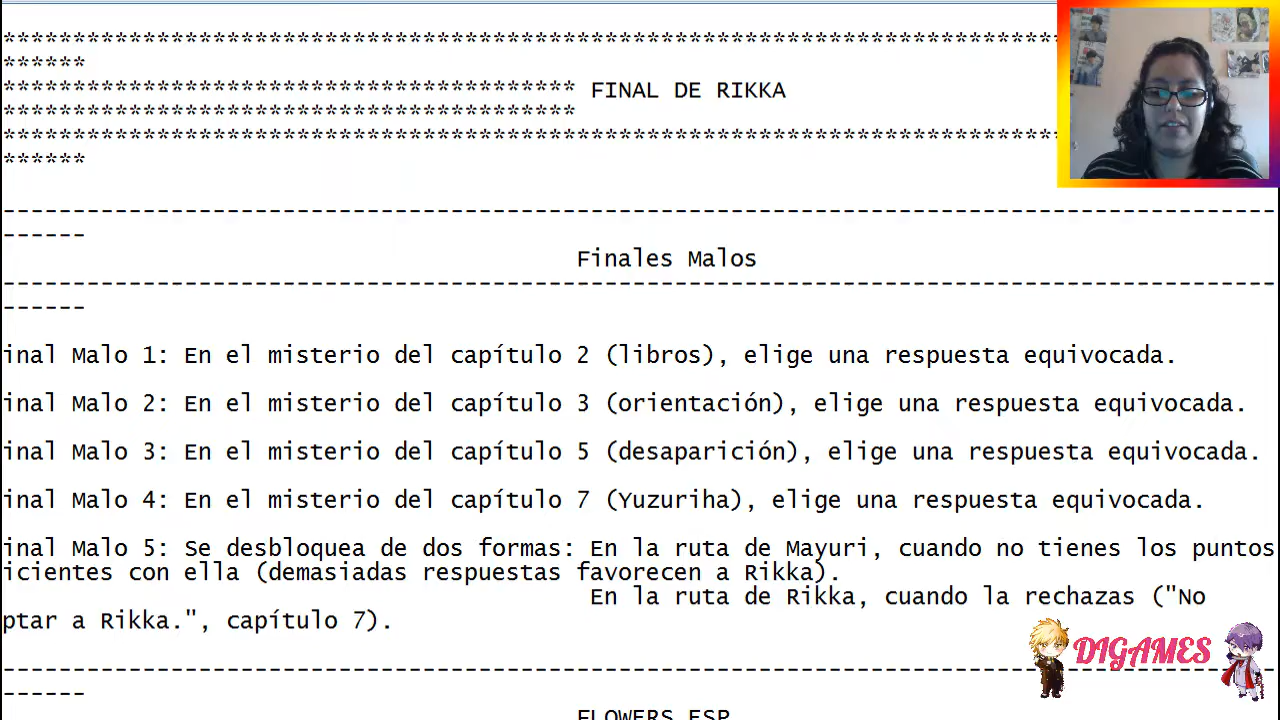 ******************************************************************************************
******
***************************************** FINAL DE RIKKA
*****************************************
******************************************************************************************
******
-------------------------------------------------------------------------------------------
------
Finales Malos
-------------------------------------------------------------------------------------------
------
inal Malo 1: En el misterio del capítulo 2 (libros), elige una respuesta equivocada.
inal Malo 2: En el misterio del capítulo 3 (orientación), elige una respuesta equivocada.
inal Malo 3: En el misterio del capítulo 5 (desaparición), elige una respuesta equivocada.
inal Malo 4: En el misterio del capítulo 7 (Yuzuriha), elige una respuesta equivocada.
inal Malo 5: Se desbloquea de dos formas: En la ruta de Mayuri, cuando no tienes los puntos
icientes con ella (demasiadas respuestas favorecen a Rikka).
En la ruta de Rikka, cuando la rechazas ("No
ptar a Rikka.", capítulo 7).
DIGAMES
-------------------------------------------------------------------------------------------
------
FLOWERS ESP